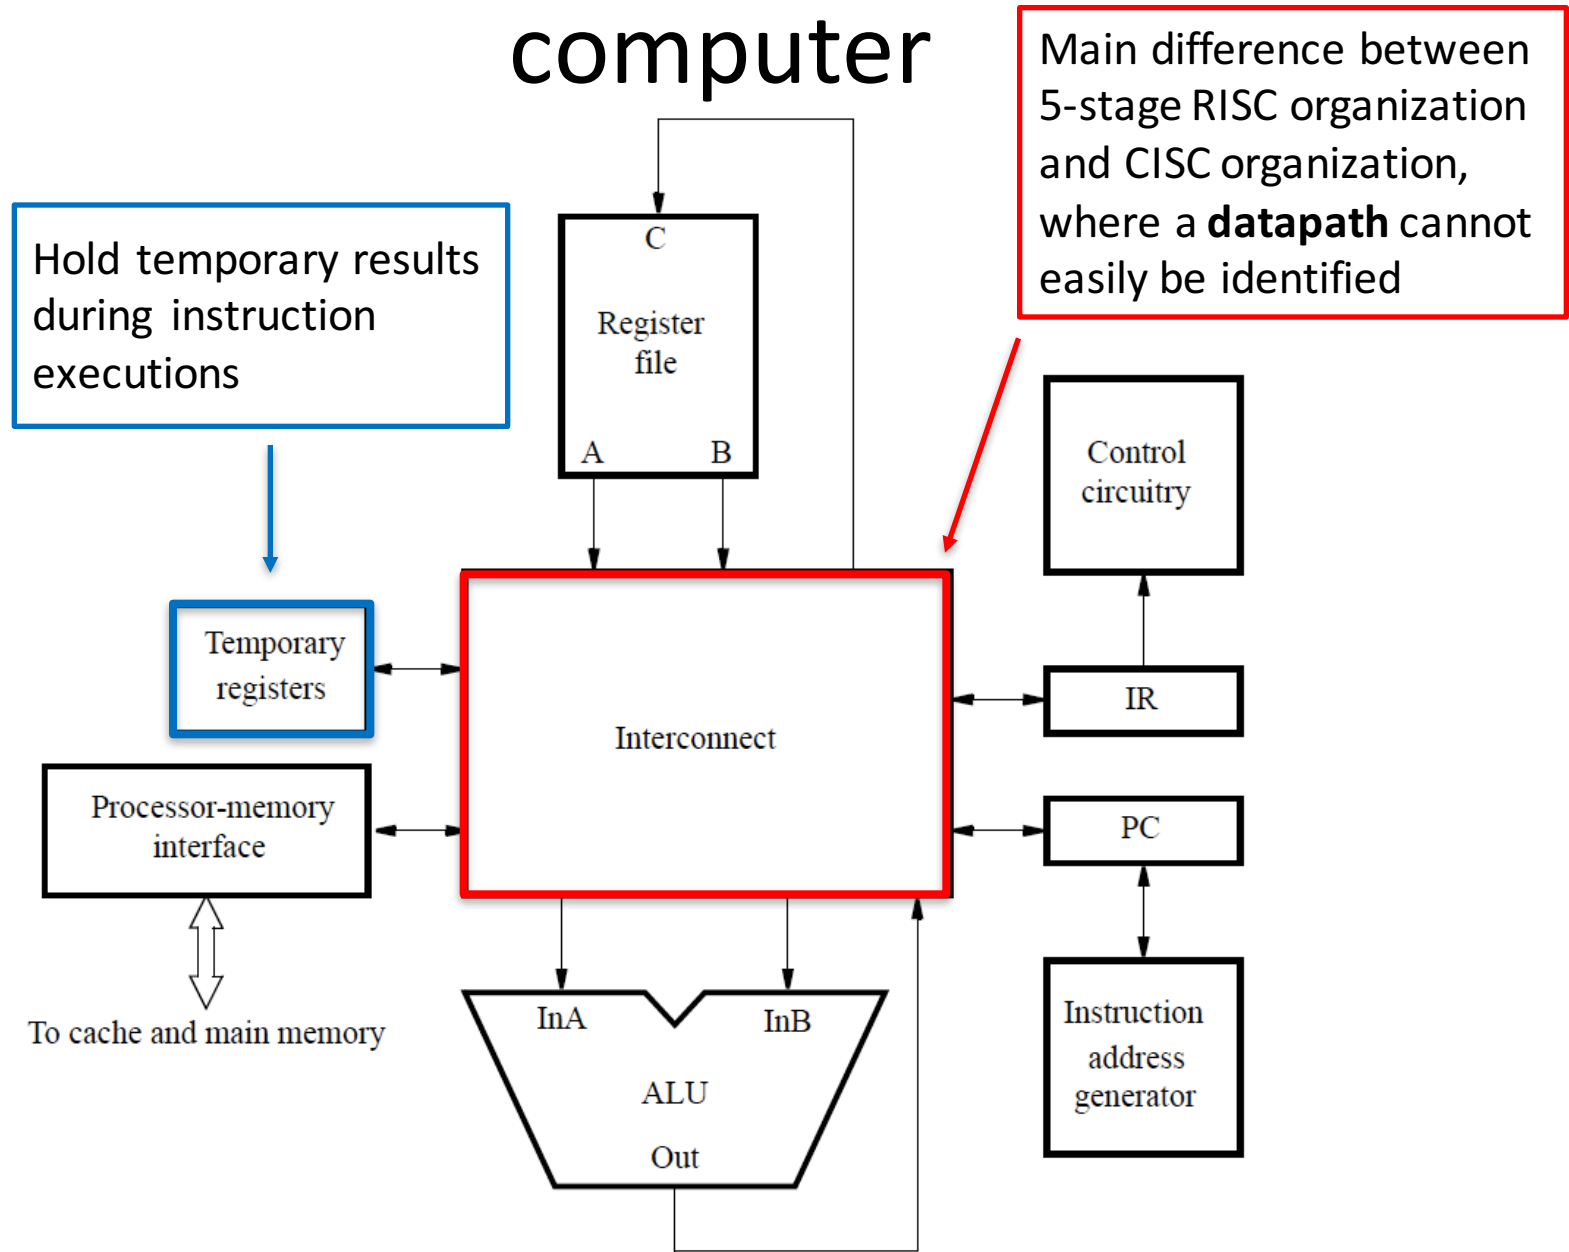 computer
Main difference between
5-stage RISC organization
and CISC organization,
where a datapath cannot
easily be identified
Hold temporary results
during instruction
executions
C
Register
file
A B
Control
circuitry
Temporary
registers
IR
Interconnect
Processor-memory
interface
PC
To cache and main memory
InA InB
ALU
Out
Instruction
address
generator